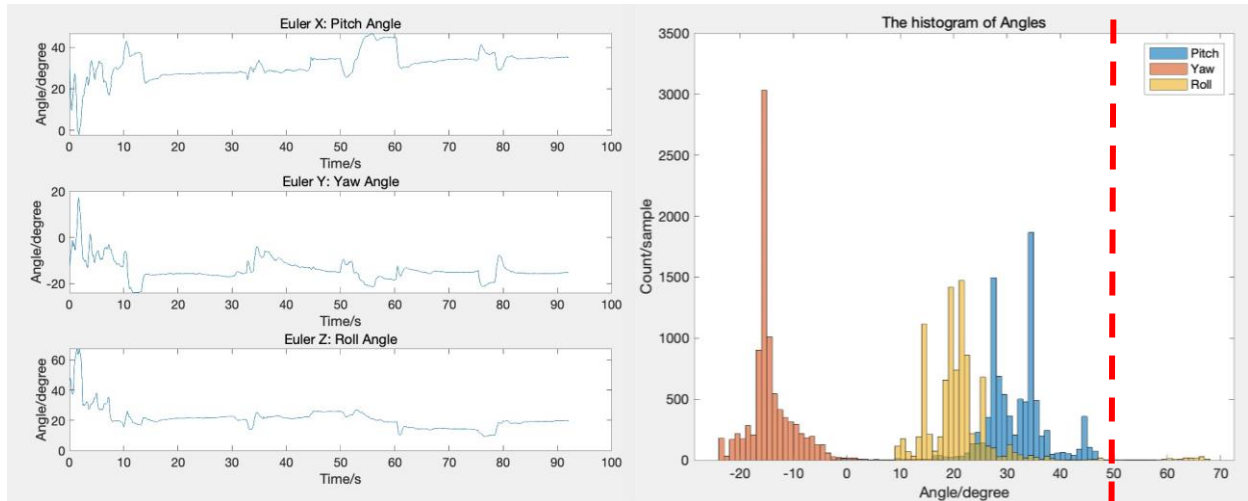 Euler X: Pitch Angle
Angle/degree
40
20
0
0 10 20 30 40 50 60 70 80 90 100
Time/s
Euler Y: Yaw Angle
Angle/degree
20
0
-20
0 10 20 30 40 50 60 70 80 90 100
Time/s
Euler Z: Roll Angle
Angle/degree
60
40
20
0
0 10 20 30 40 50 60 70 80 90 100
Time/s
The histogram of Angles
Count/sample
3500
3000
2500
2000
1500
1000
500
0
Pitch
Yaw
Roll
-20 -10 0 10 20 30 40 50 60 70
Angle/degree